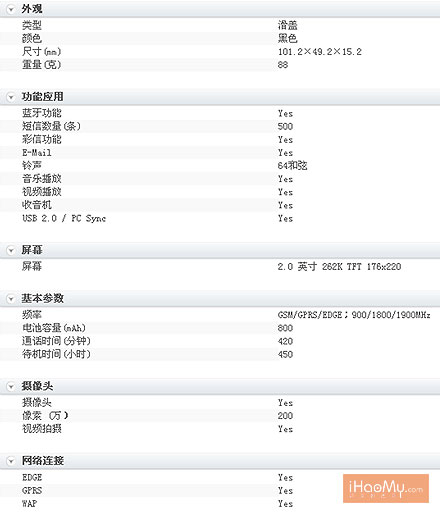 外观
类型 滑盖
颜色 黑色
尺寸(mm) 101.2×49.2×15.2
重量(克) 88
功能应用
蓝牙功能 Yes
短信数量(条) 500
彩信功能 Yes
E-Mail Yes
铃声 64和弦
音乐播放 Yes
视频播放 Yes
收音机 Yes
USB 2.0 / PC Sync Yes
屏幕
屏幕 2.0 英寸 262K TFT 176x220
基本参数
频率 GSM/GPRS/EDGE；900/1800/1900MHz
电池容量(mAh) 800
通话时间(分钟) 420
待机时间(小时) 450
摄像头
摄像头 Yes
像素 (万) 200
视频拍摄 Yes
网络连接
EDGE Yes
GPRS Yes
WAP Yes
iHaoMy.com